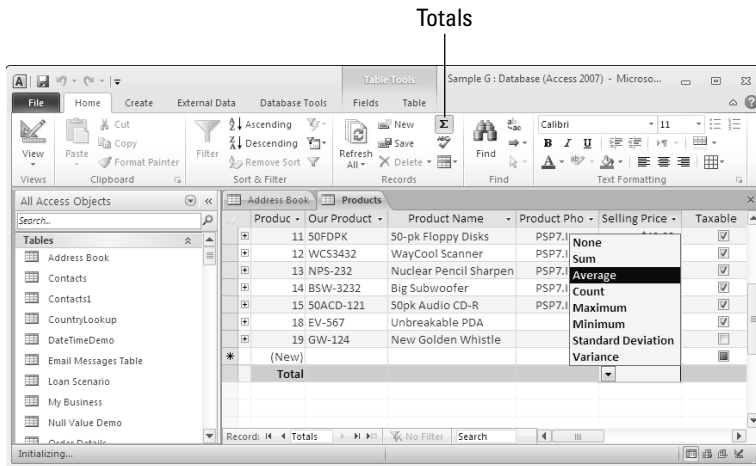 Totals
Table Tools Sample G : Database (Access 2007) - Microso...
File Home Create External Data Database Tools Fields Table
View
Paste
Cut
Copy
Format Painter
Filter
Ascending
Descending
Remove Sort
Refresh All
New
Save
Delete
Find
Calibri 11
B I U
Views Clipboard Sort & Filter Records Find Text Formatting
All Access Objects
Search..
Tables
Address Book
Contacts
Contacts1
CountryLookup
DateTimeDemo
Email Messages Table
Loan Scenario
My Business
Null Value Demo
Order Details
Address Book Products
Produc Our Product Product Name Product Pho Selling Price Taxable
11 50FDPK 50-pk Floppy Disks PSP7.I
12 WCS3432 WayCool Scanner PSP7.I
13 NPS-232 Nuclear Pencil Sharpen PSP7.I
14 BSW-3232 Big Subwoofer PSP7.I
15 50ACD-121 50pk Audio CD-R PSP7.I
18 EV-567 Unbreakable PDA
19 GW-124 New Golden Whistle
(New)
Total
None
Sum
Average
Count
Maximum
Minimum
Standard Deviation
Variance
Record: Totals No Filter Search
Initializing...